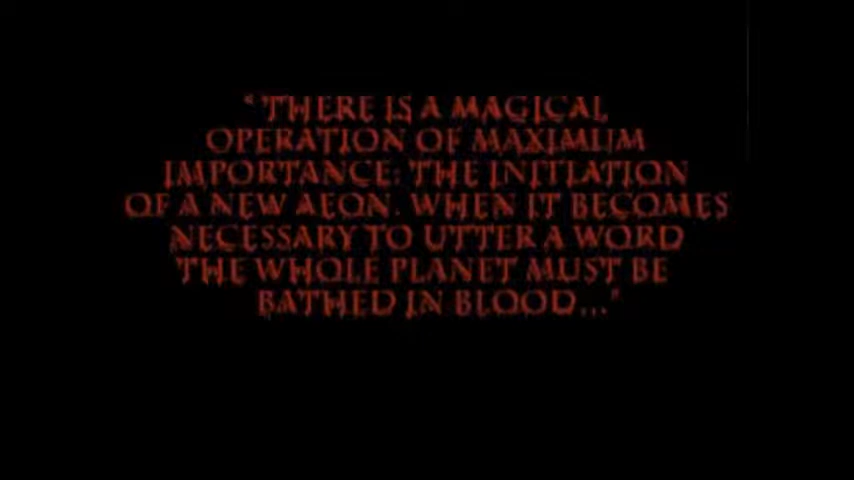 "THERE IS A MAGICAL
OPERATION OF MAXIMUM
IMPORTANCE: THE INITIATION
OF A NEW AEON. WHEN IT BECOMES
NECESSARY TO UTTER A WORD
THE WHOLE PLANET MUST BE
BATHED IN BLOOD..."